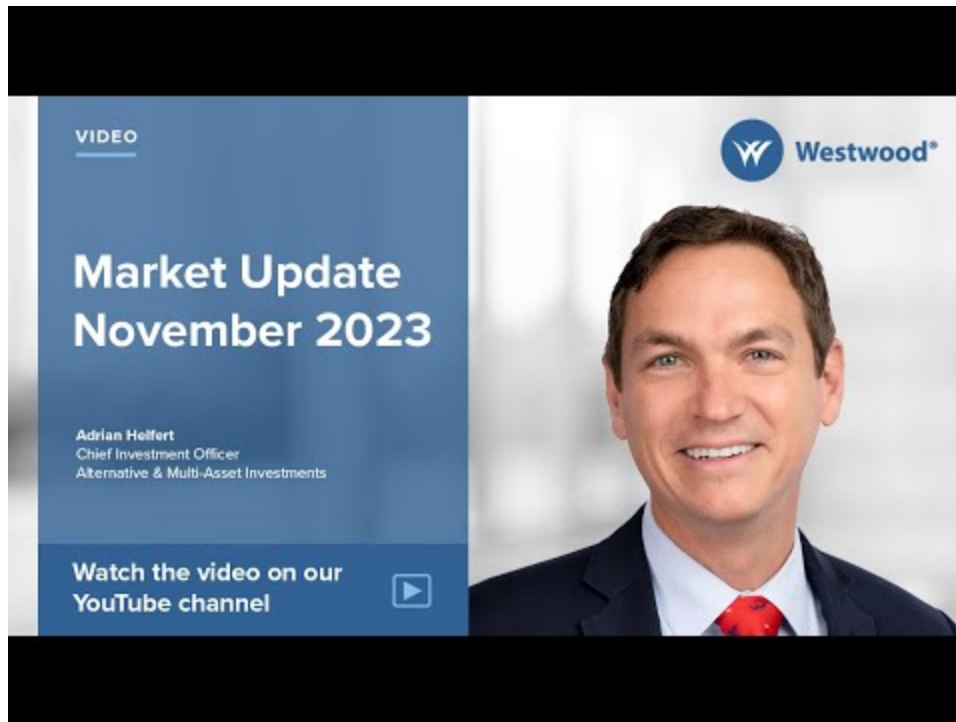 VIDEO
Westwood®
Market Update
November 2023
Adrian Helfert
Chief Investment Officer
Alternative & Multi-Asset Investments
Watch the video on our
YouTube channel